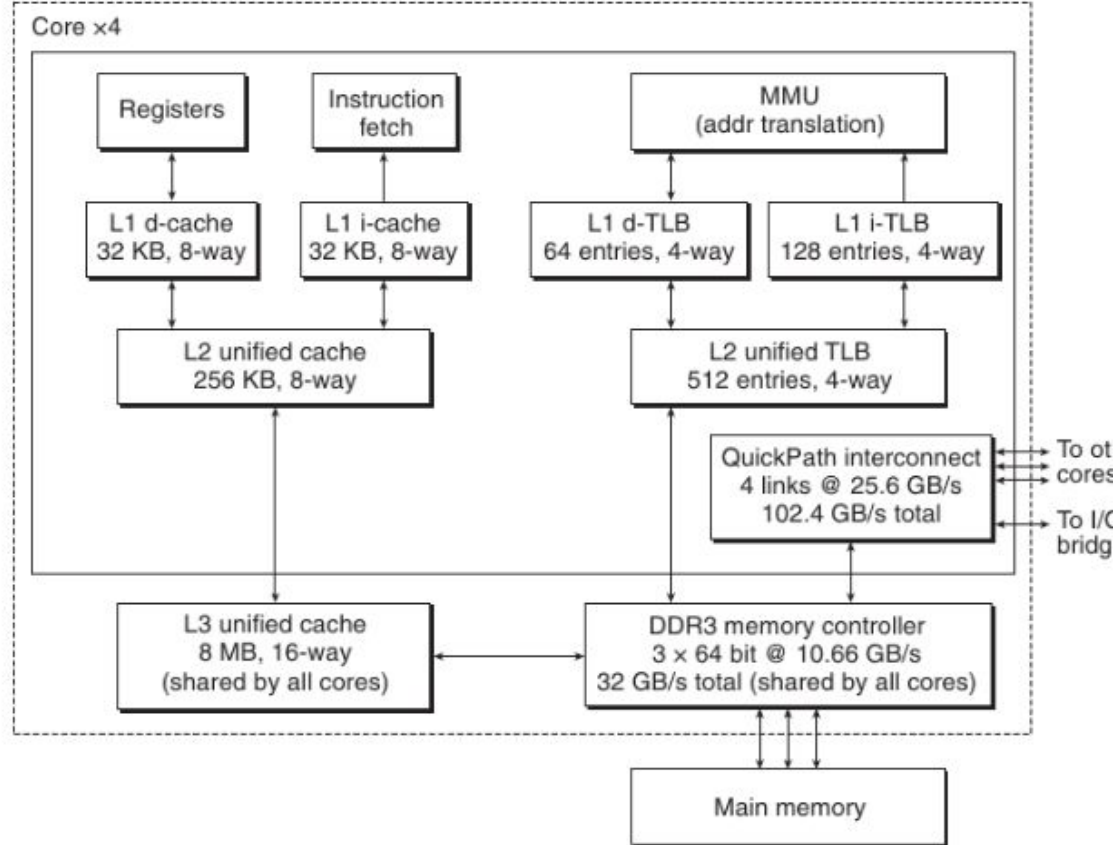 Core ×4
Registers
Instruction
fetch
MMU
(addr translation)
L1 d-cache
32 KB, 8-way
L1 i-cache
32 KB, 8-way
L1 d-TLB
64 entries, 4-way
L1 i-TLB
128 entries, 4-way
L2 unified cache
256 KB, 8-way
L2 unified TLB
512 entries, 4-way
QuickPath interconnect
4 links @ 25.6 GB/s
102.4 GB/s total
To
cores
To
L3 unified cache
8 MB, 16-way
(shared by all cores)
DDR3 memory controller
3 × 64 bit @ 10.66 GB/s
32 GB/s total (shared by all cores)
Main memory